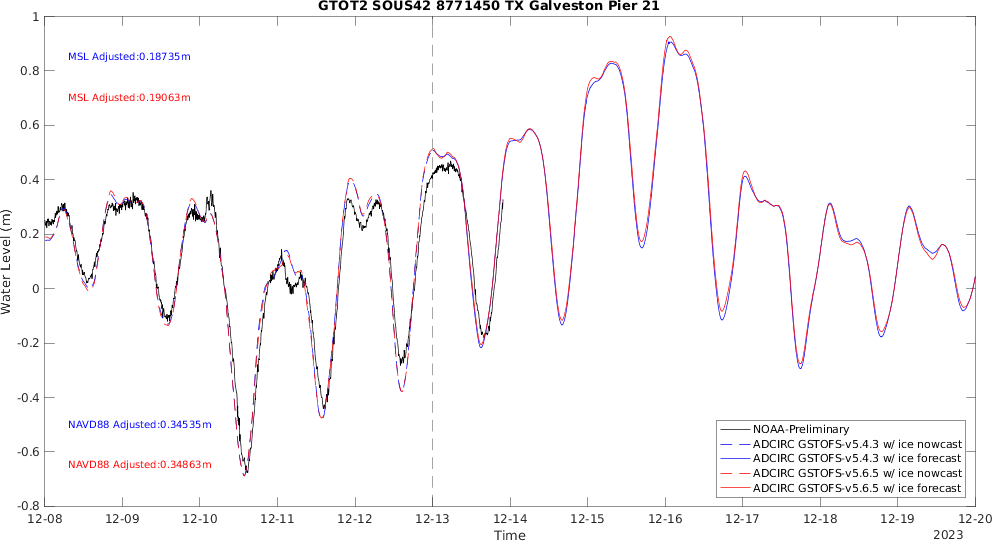 GTOT2 SOUS42 8771450 TX Galveston Pier 21
MSL Adjusted:0.18735m
MSL Adjusted:0.19063m
NAVD88 Adjusted:0.34535m
NAVD88 Adjusted:0.34863m
Water Level (m)
1
0.8
0.6
0.4
0.2
0
-0.2
-0.4
-0.6
-0.8
NOAA-Preliminary
ADCIRC GSTOFS-v5.4.3 w/ ice nowcast
ADCIRC GSTOFS-v5.4.3 w/ ice forecast
ADCIRC GSTOFS-v5.6.5 w/ ice nowcast
ADCIRC GSTOFS-v5.6.5 w/ ice forecast
12-08 12-09 12-10 12-11 12-12 12-13 12-14 12-15 12-16 12-17 12-18 12-19 12-20
Time
2023